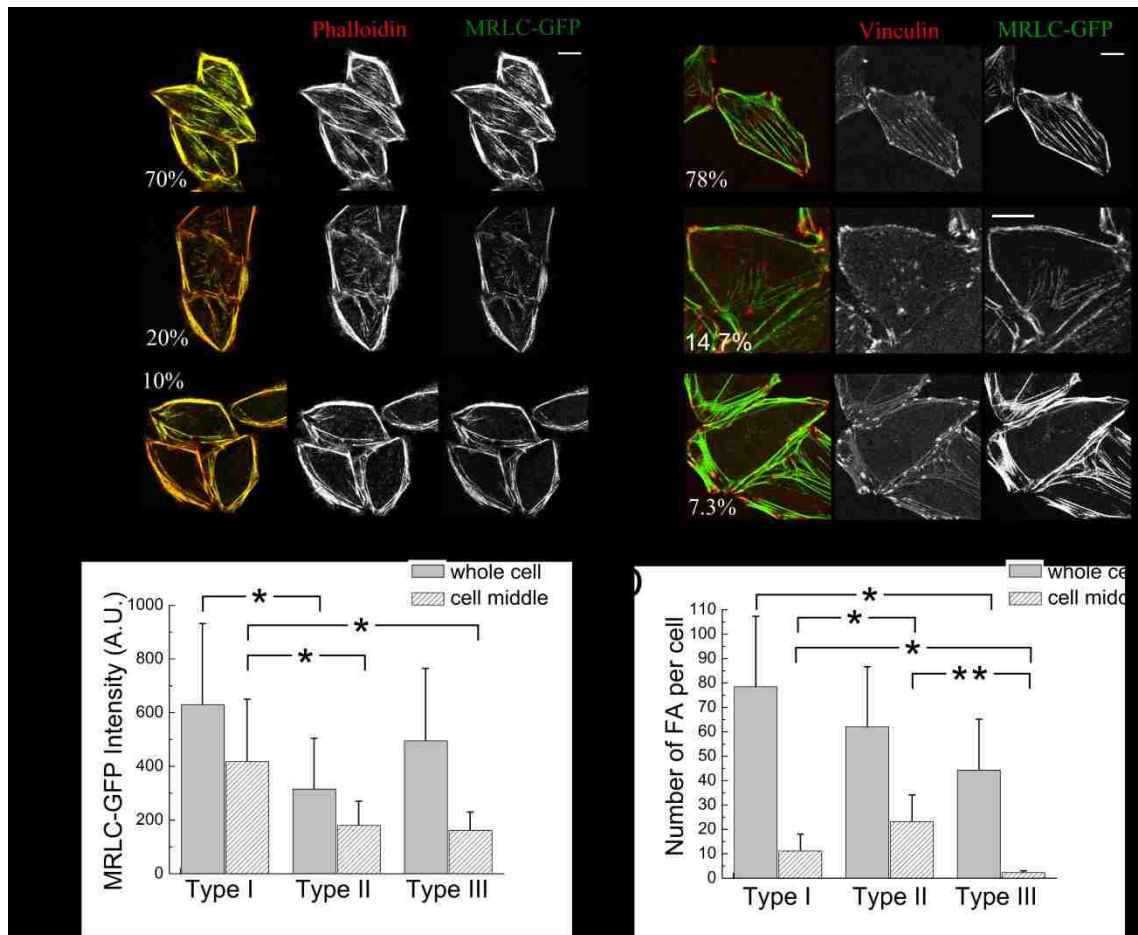 Phalloidin MRLC-GFP
70%
20%
10%
Vinculin MRLC-GFP
78%
14.7%
7.3%
whole cell
cell middle
MRLC-GFP Intensity (A.U.)
1000
800
600
400
200
0
* * *
Type I Type II Type III
whole ce
cell midd
Number of FA per cell
110
100
90
80
70
60
50
40
30
20
10
0
* * * **
Type I Type II Type III